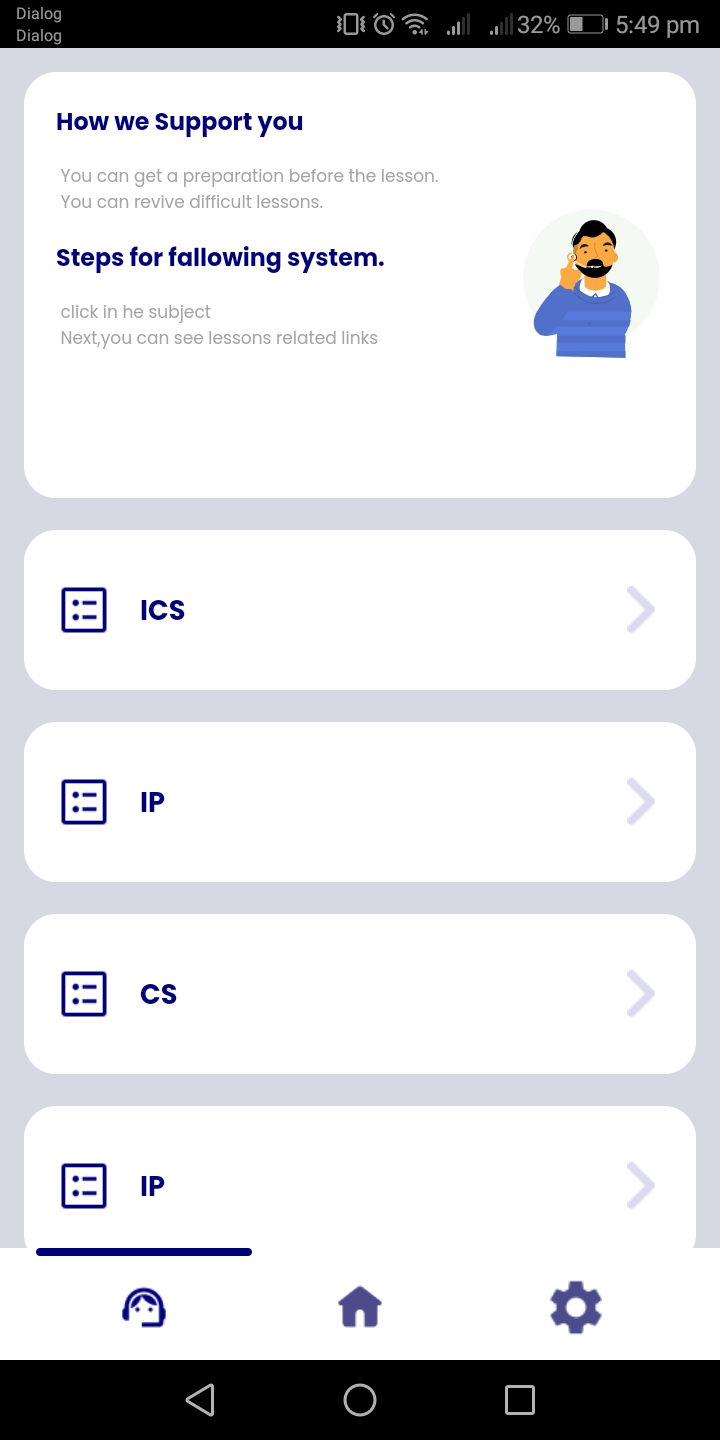 Dialog
Dialog
32% 5:49 pm
How we Support you
You can get a preparation before the lesson.
You can revive difficult lessons.
Steps for fallowing system.
click in he subject
Next,you can see lessons related links
ICS
IP
CS
IP